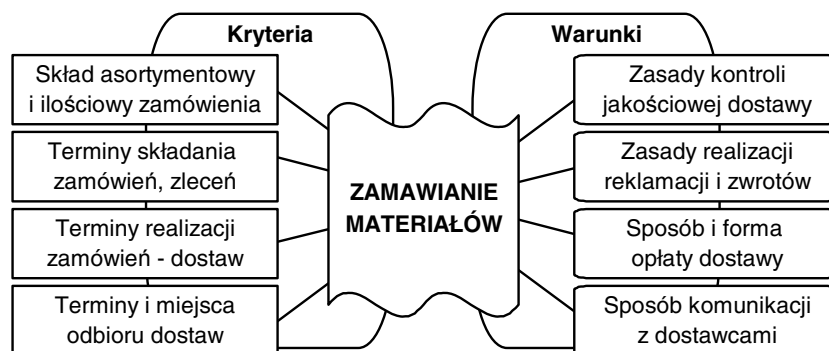 Kryteria
Skład asortymentowy
i ilościowy zamówienia
Terminy składania
zamówień, zleceń
Terminy realizacji
zamówień - dostaw
Terminy i miejsca
odbioru dostaw
ZAMAWIANIE
MATERIAŁÓW
Warunki
Zasady kontroli
jakościowej dostawy
Zasady realizacji
reklamacji i zwrotów
Sposób i forma
opłaty dostawy
Sposób komunikacji
z dostawcami